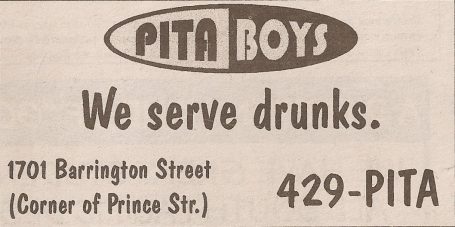 PITA BOYS
We serve drunks.
1701 Barrington Street
(Corner of Prince Str.)
429-PITA